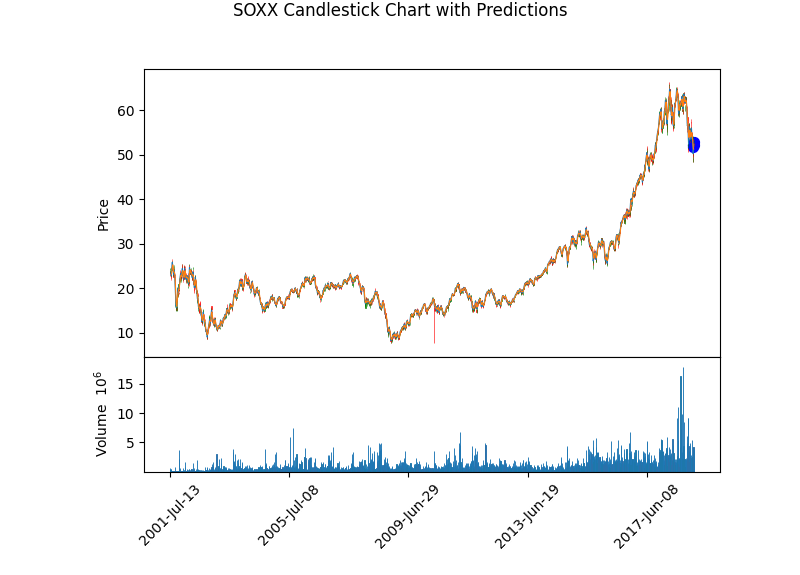 SOXX Candlestick Chart with Predictions
60
50
40
30
20
10
Price
15
10
5
Volume 10^6
2001-Jul-13
2005-Jul-08
2009-Jun-29
2013-Jun-19
2017-Jun-08